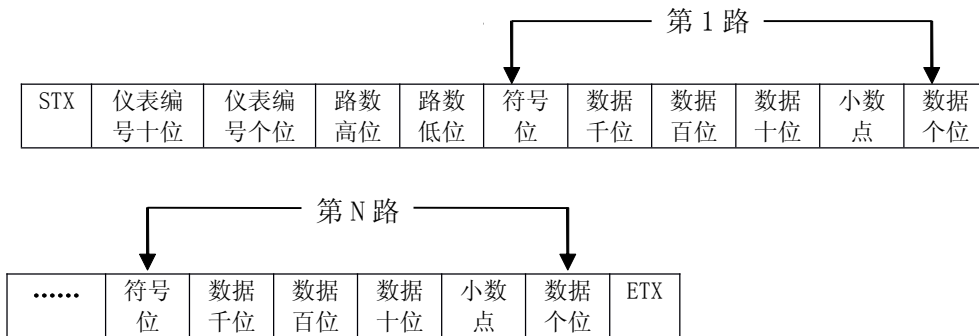 第 1 路
STX 仪表编 仪表编 路数 路数 符号 数据 数据 数据 小数 数据
号十位 号个位 高位 低位 位 千位 百位 十位 点 个位
第 N 路
…… 符号 数据 数据 数据 小数 数据 ETX
位 千位 百位 十位 点 个位